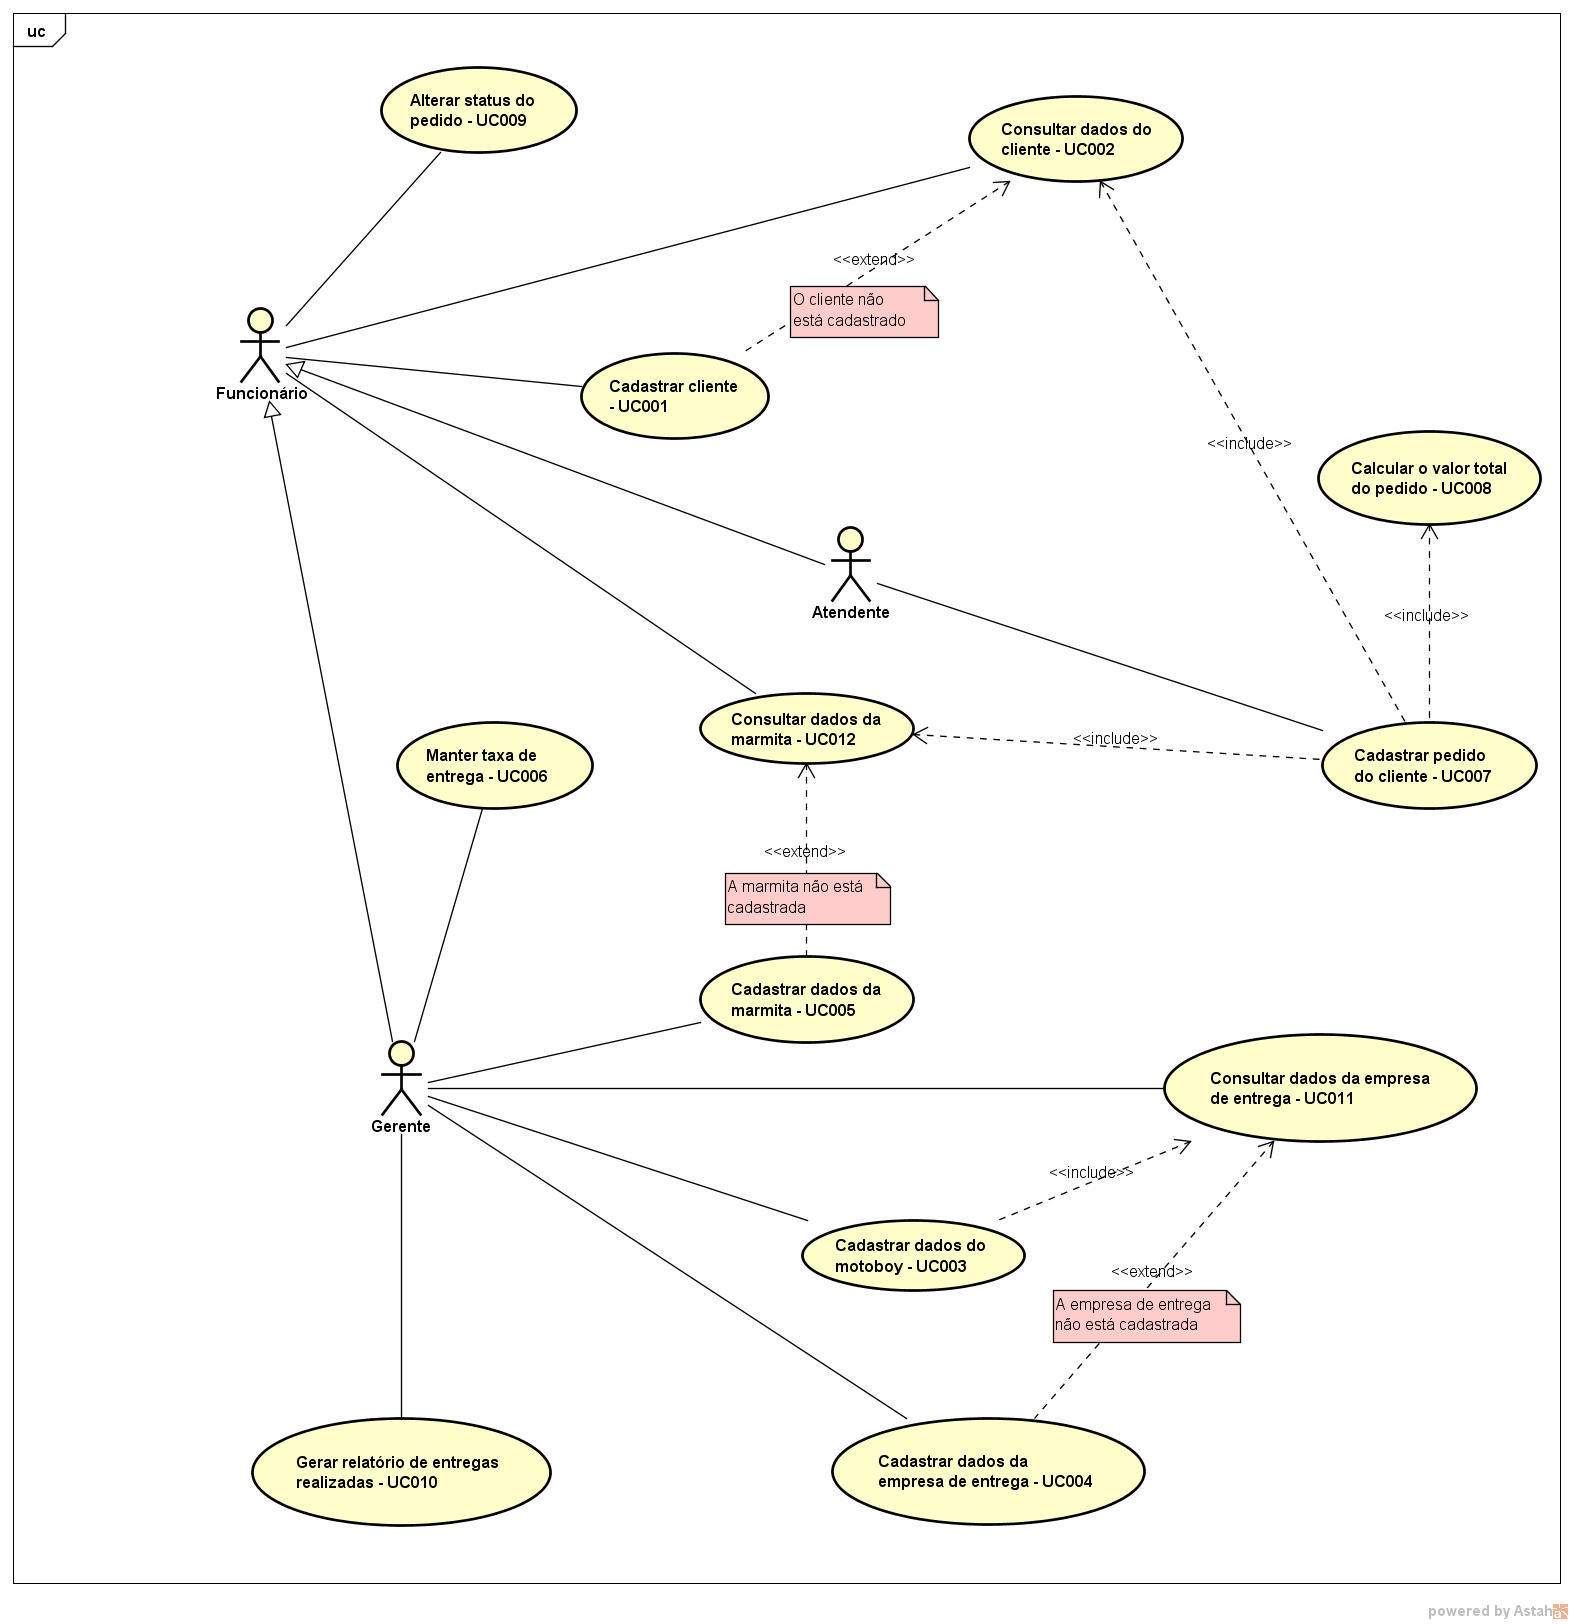 uc
Alterar status do
pedido - UC009
Consultar dados do
cliente - UC002
<<extend>>
O cliente não
está cadastrado
Funcionário
Cadastrar cliente
- UC001
<<include>>
Calcular o valor total
do pedido - UC008
Atendente
<<include>>
Consultar dados da
marmita - UC012
<<include>>
Manter taxa de
entrega - UC006
Cadastrar pedido
do cliente - UC007
<<extend>>
A marmita não está
cadastrada
Cadastrar dados da
marmita - UC005
Gerente
Consultar dados da empresa
de entrega - UC011
<<include>>
Cadastrar dados do
motoboy - UC003
<<extend>>
A empresa de entrega
não está cadastrada
Gerar relatório de entregas
realizadas - UC010
Cadastrar dados da
empresa de entrega - UC004
powered by Astah